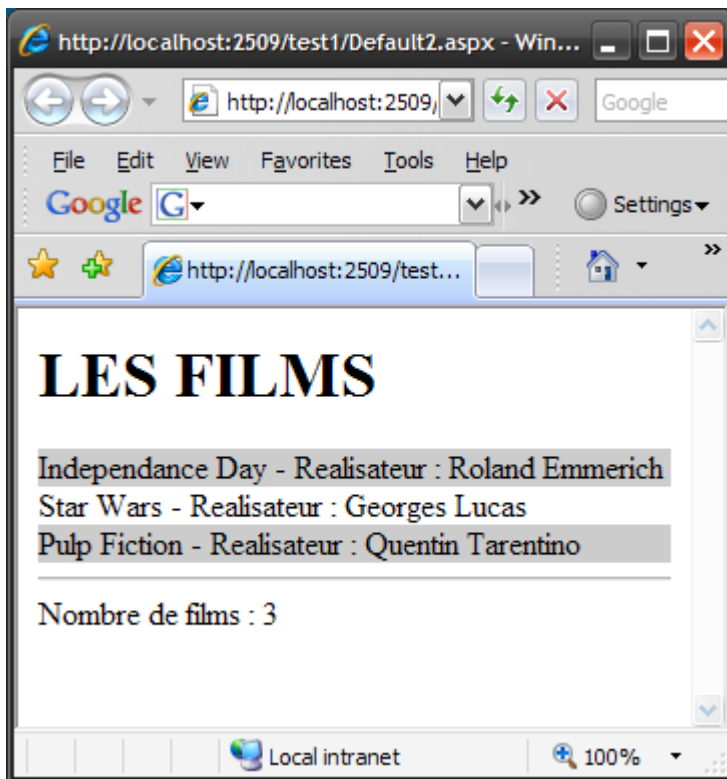 http://localhost:2509/test1/Default2.aspx - Win...
http://localhost:2509/
Google
File Edit View Favorites Tools Help
Google G Settings
http://localhost:2509/test...
LES FILMS
Independance Day - Realisateur : Roland Emmerich
Star Wars - Realisateur : Georges Lucas
Pulp Fiction - Realisateur : Quentin Tarentino
Nombre de films : 3
Local intranet 100%